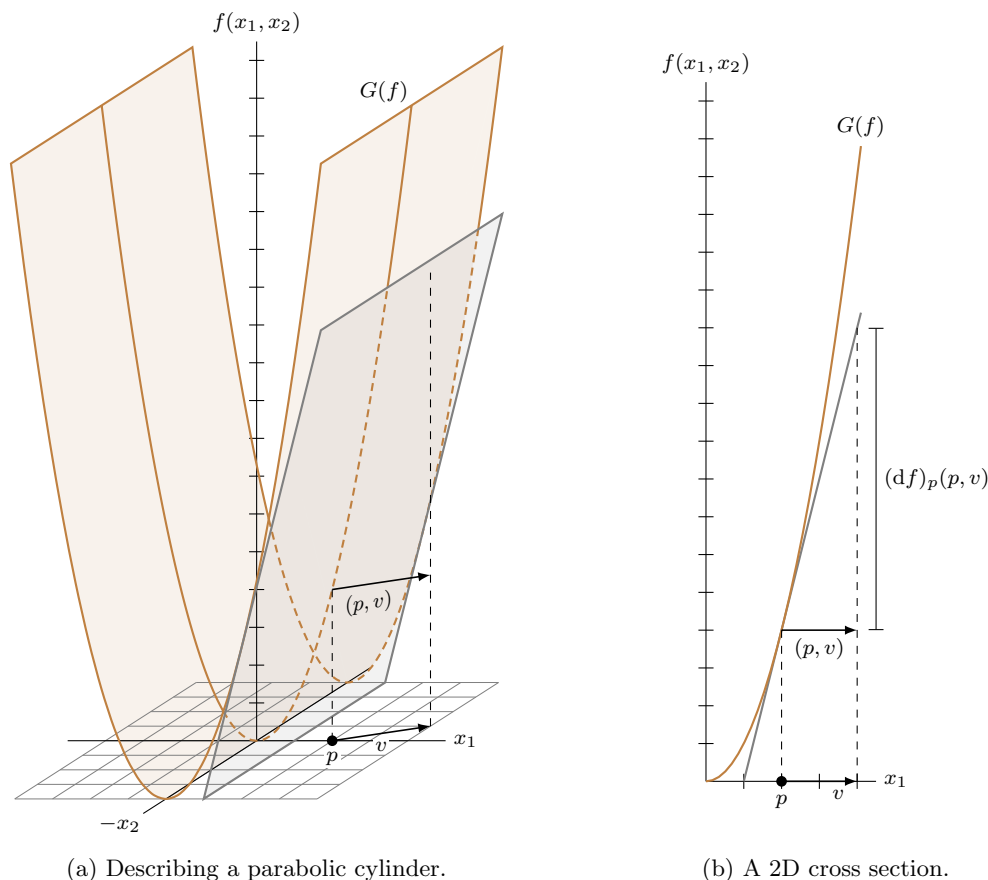 f(x₁, x₂)
G(f)
(p, v)
x₁
p
v
−x₂
(a) Describing a parabolic cylinder.
f(x₁, x₂)
G(f)
(df)ₚ(p, v)
(p, v)
x₁
p
v
(b) A 2D cross section.